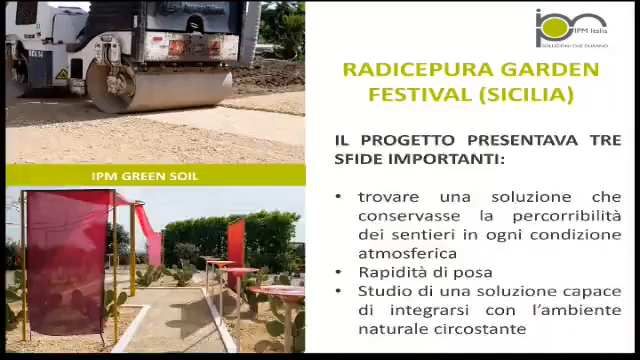 IPM Italia
SOLUZIONI CHE DURANO
RADICEPURA GARDEN
FESTIVAL (SICILIA)
IL PROGETTO PRESENTAVA TRE
SFIDE IMPORTANTI:
• trovare una soluzione che
conservasse la percorribilità
dei sentieri in ogni condizione
atmosferica
• Rapidità di posa
• Studio di una soluzione capace
di integrarsi con l’ambiente
naturale circostante
IPM GREEN SOIL